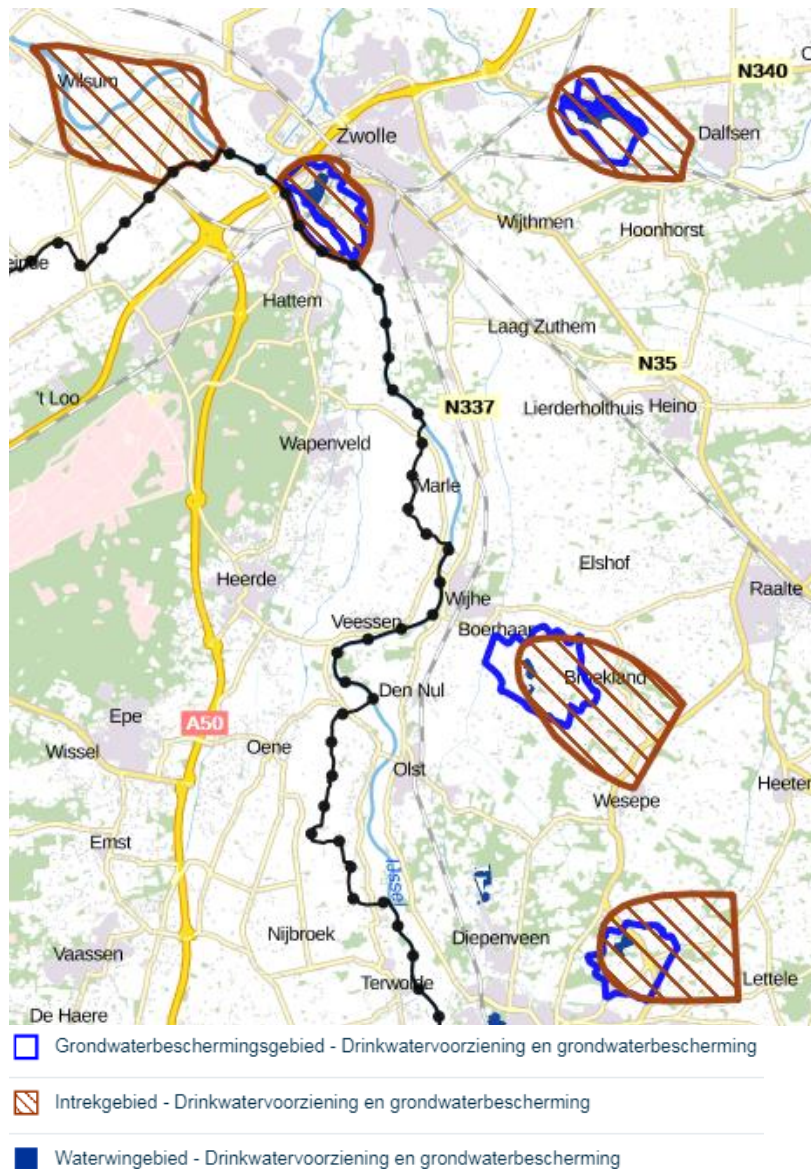 Wilsum
N340
Zwolle
Dalfsen
Wijthmen
Hoonhorst
Hattem
Laag Zuthem
N35
't Loo
N337
Lierderholthuis
Heino
Wapenveld
Marle
Elshof
Heerde
Raalte
Wijhe
Veessen
Boerhaar
Broekland
Den Nul
Epe
A50
Wissel
Oene
Olst
Heeten
Wesepe
Emst
IJssel
Nijbroek
Diepenveen
Vaassen
Terwolde
Lettele
De Haere
Grondwaterbeschermingsgebied - Drinkwatervoorziening en grondwaterbescherming
Intrekgebied - Drinkwatervoorziening en grondwaterbescherming
Waterwingebied - Drinkwatervoorziening en grondwaterbescherming